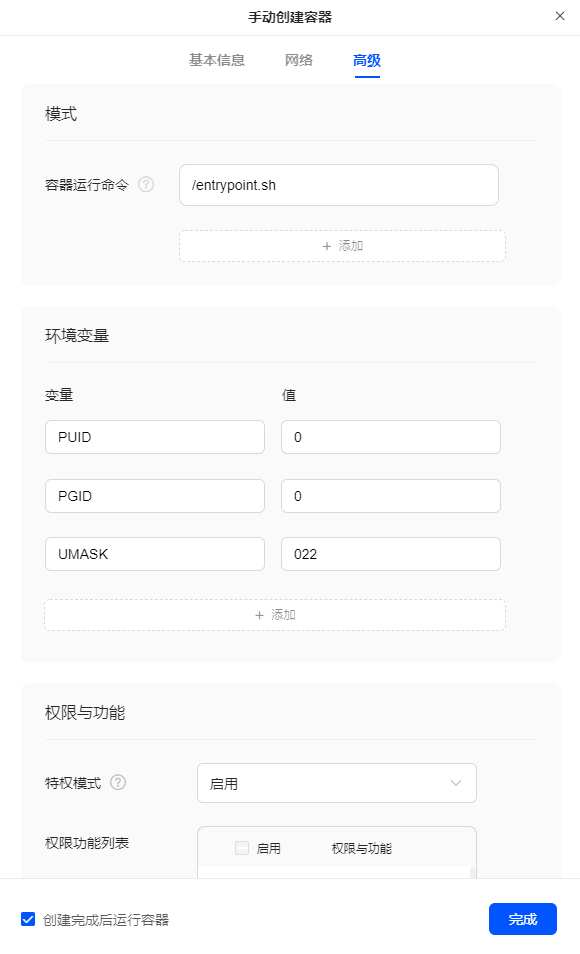 手动创建容器
基本信息 网络 高级
模式
容器运行命令 ? /entrypoint.sh
+ 添加
环境变量
变量 值
PUID 0
PGID 0
UMASK 022
+ 添加
权限与功能
特权模式 ? 启用
权限功能列表
启用 权限与功能
创建完成后运行容器 完成